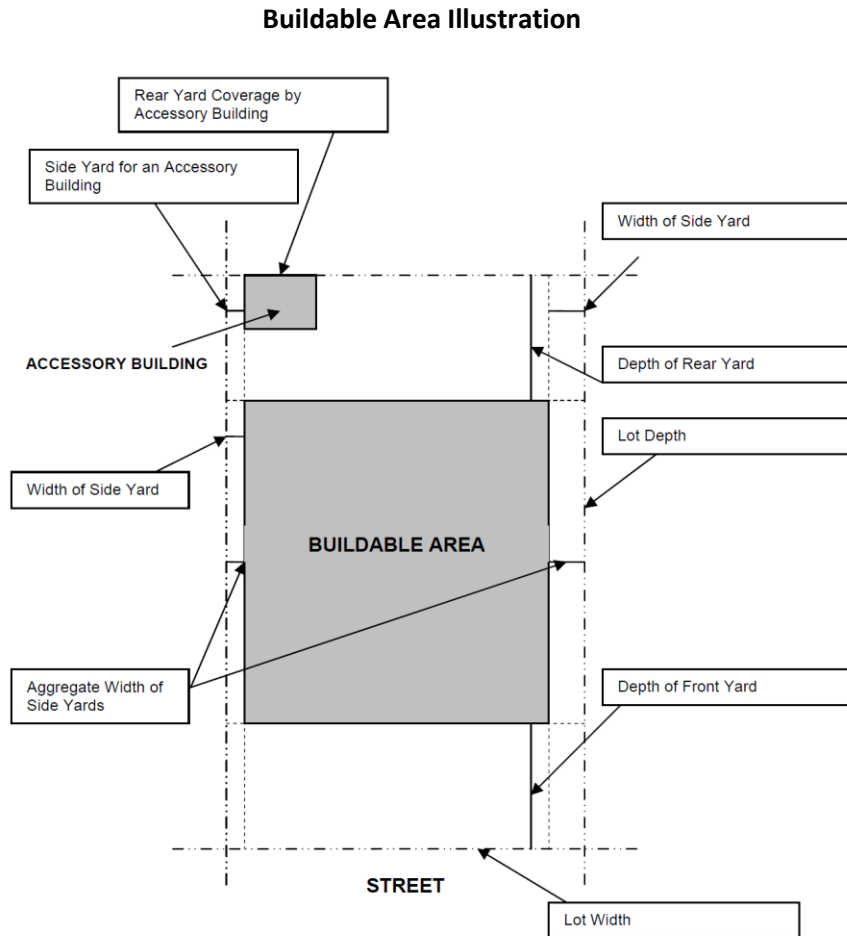 Buildable Area Illustration
Rear Yard Coverage by
Accessory Building
Side Yard for an Accessory
Building
Width of Side Yard
ACCESSORY BUILDING
Depth of Rear Yard
Lot Depth
Width of Side Yard
BUILDABLE AREA
Aggregate Width of
Side Yards
Depth of Front Yard
STREET
Lot Width